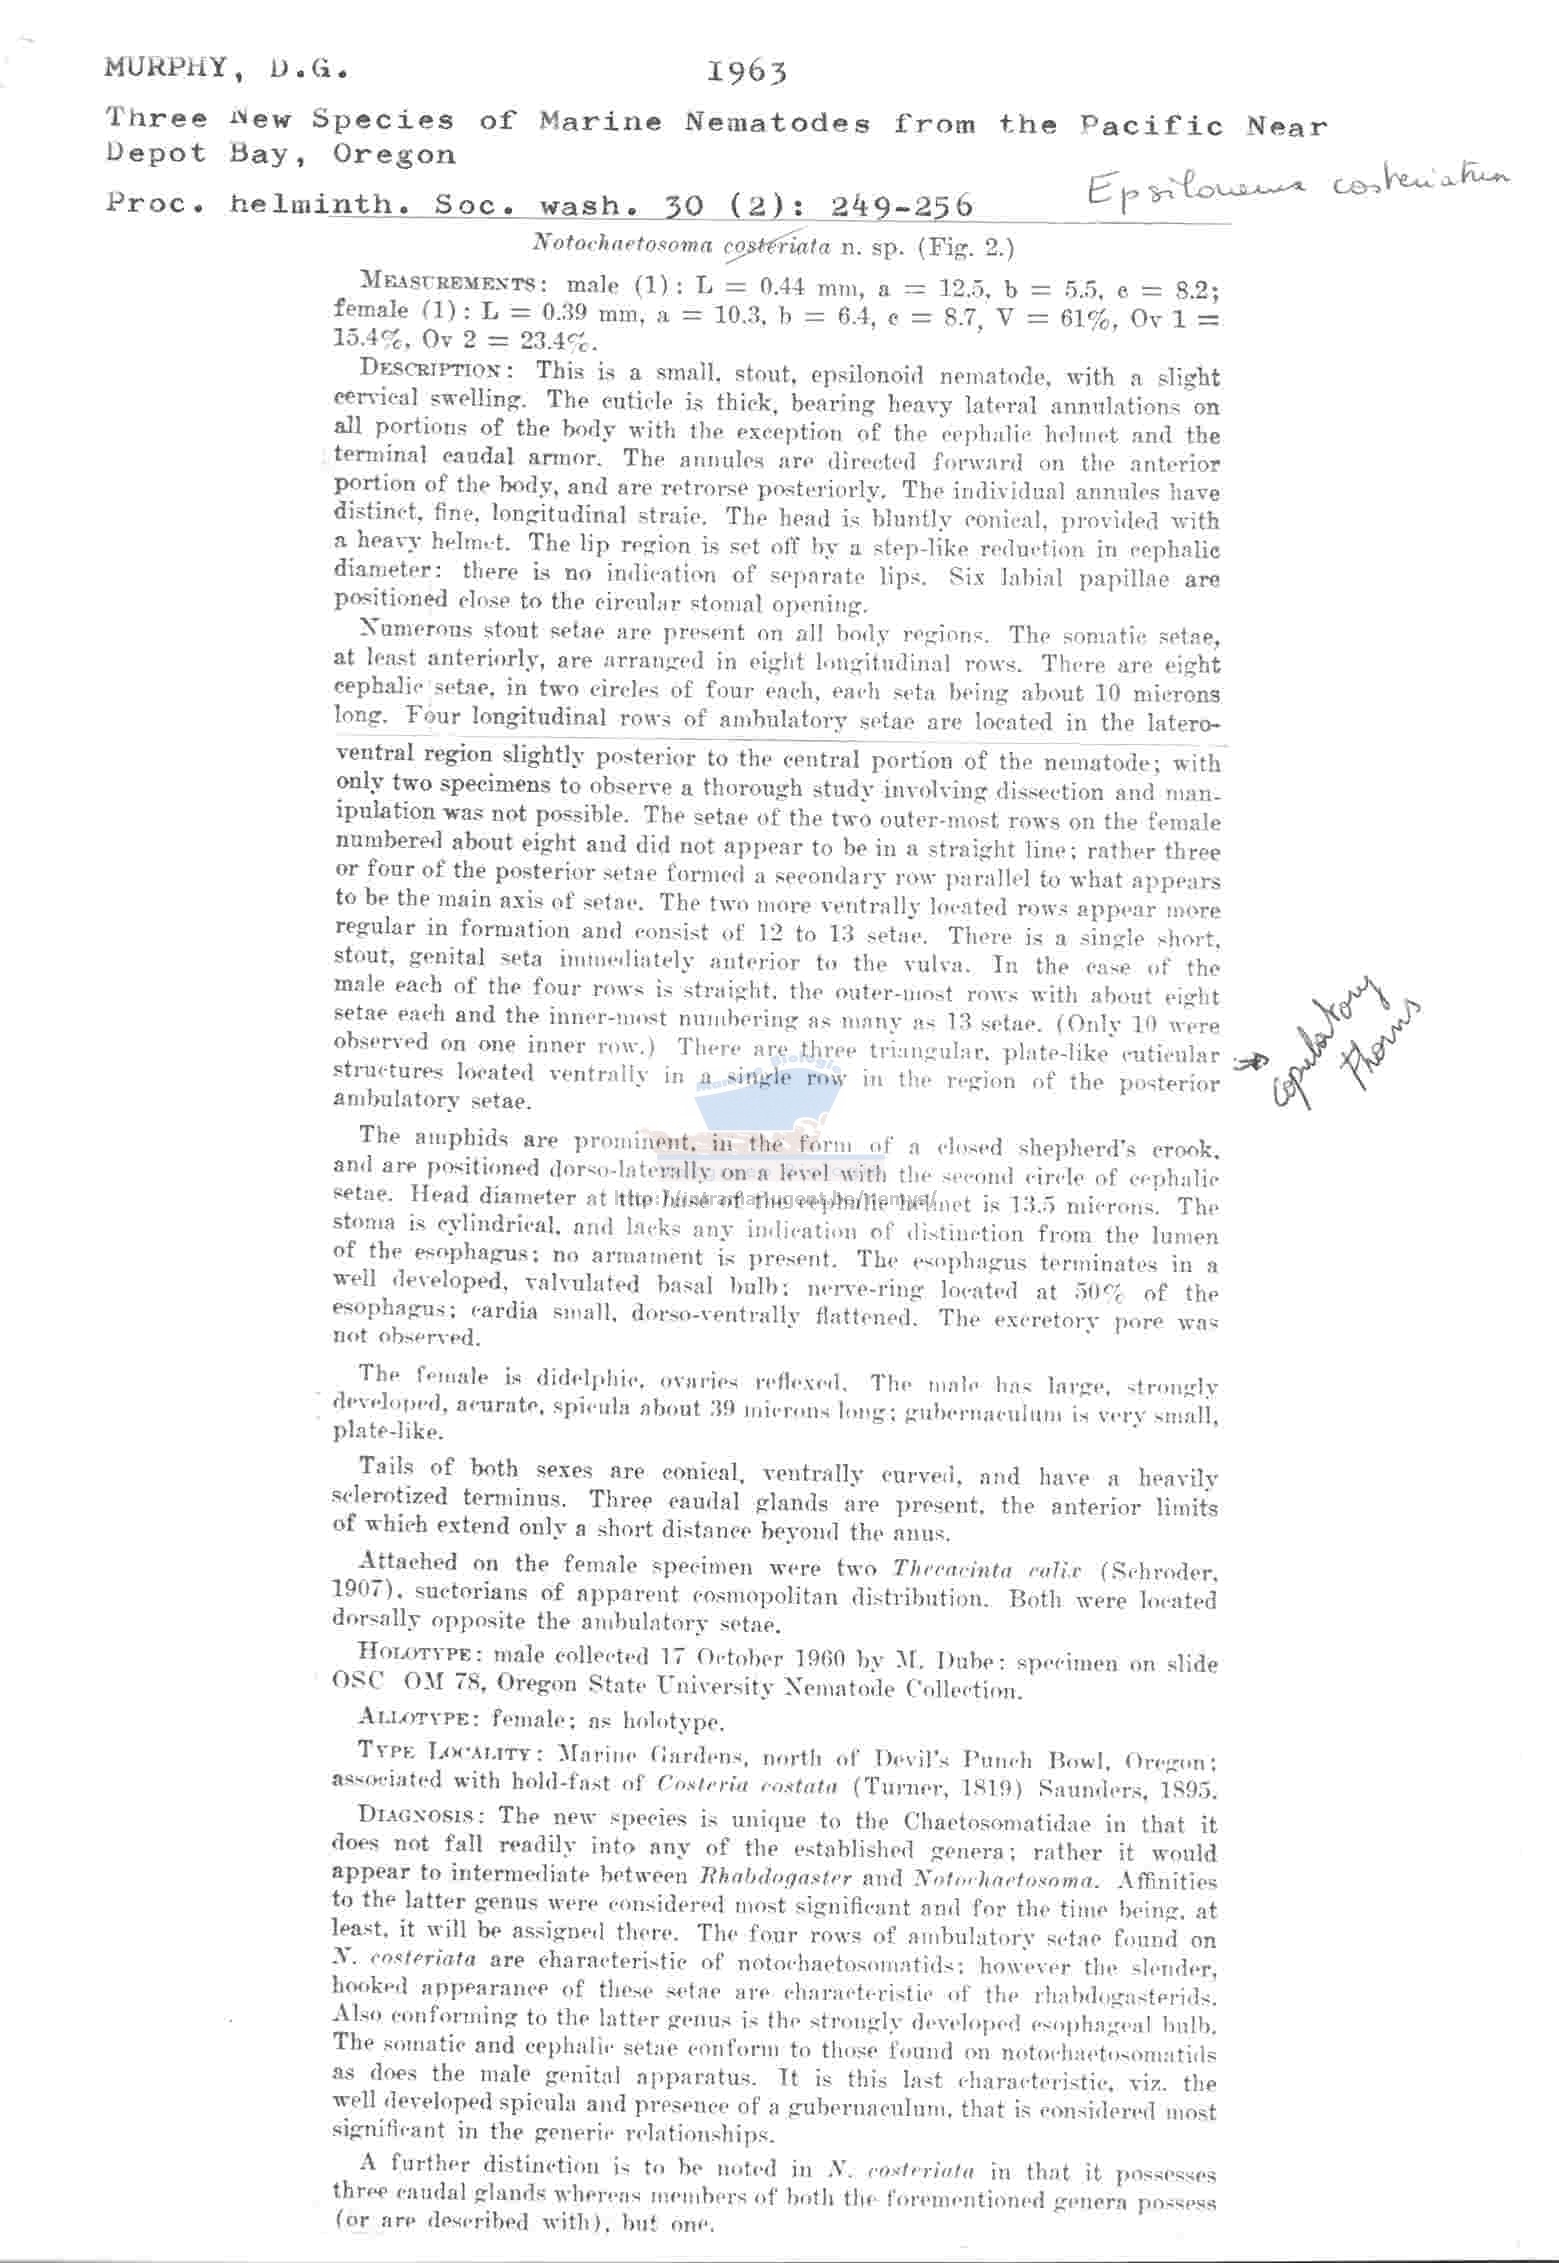 MURPHY, D.G. 1963
Three New Species of Marine Nematodes from the Pacific Near
Depot Bay, Oregon
Proc. helminth. Soc. wash. 30 (2): 249-256
Epsilonema costeriatum
Notochaetosoma costeriata n. sp. (Fig. 2.)
MEASUREMENTS: male (1): L = 0.44 mm, a = 12.5, b = 5.5, c = 8.2;
female (1): L = 0.39 mm, a = 10.3, b = 6.4, c = 8.7, V = 61%, Ov 1 =
15.4%, Ov 2 = 23.4%.
DESCRIPTION: This is a small, stout, epsilonoid nematode, with a slight
cervical swelling. The cuticle is thick, bearing heavy lateral annulations on
all portions of the body with the exception of the cephalic helmet and the
terminal caudal armor. The annules are directed forward on the anterior
portion of the body, and are retrorse posteriorly. The individual annules have
distinct, fine, longitudinal straie. The head is bluntly conical, provided with
a heavy helmet. The lip region is set off by a step-like reduction in cephalic
diameter: there is no indication of separate lips. Six labial papillae are
positioned close to the circular stomal opening.
Numerous stout setae are present on all body regions. The somatic setae,
at least anteriorly, are arranged in eight longitudinal rows. There are eight
cephalic setae, in two circles of four each, each seta being about 10 microns
long. Four longitudinal rows of ambulatory setae are located in the latero-
ventral region slightly posterior to the central portion of the nematode; with
only two specimens to observe a thorough study involving dissection and man-
ipulation was not possible. The setae of the two outer-most rows on the female
numbered about eight and did not appear to be in a straight line; rather three
or four of the posterior setae formed a secondary row parallel to what appears
to be the main axis of setae. The two more ventrally located rows appear more
regular in formation and consist of 12 to 13 setae. There is a single short,
stout, genital seta immediately anterior to the vulva. In the case of the
male each of the four rows is straight, the outer-most rows with about eight
setae each and the inner-most numbering as many as 13 setae. (Only 10 were
observed on one inner row.) There are three triangular, plate-like cuticular
structures located ventrally in a single row in the region of the posterior
ambulatory setae.
copulatory
thorns
The amphids are prominent, in the form of a closed shepherd's crook,
and are positioned dorso-laterally on a level with the second circle of cephalic
setae. Head diameter at the base of the cephalic helmet is 13.5 microns. The
stoma is cylindrical, and lacks any indication of distinction from the lumen
of the esophagus; no armament is present. The esophagus terminates in a
well developed, valvulated basal bulb; nerve-ring located at 50% of the
esophagus; cardia small, dorso-ventrally flattened. The excretory pore was
not observed.
The female is didelphic, ovaries reflexed. The male has large, strongly
developed, acurate, spicula about 39 microns long; gubernaculum is very small,
plate-like.
Tails of both sexes are conical, ventrally curved, and have a heavily
sclerotized terminus. Three caudal glands are present, the anterior limits
of which extend only a short distance beyond the anus.
Attached on the female specimen were two Thecacinta calix (Schroder,
1907), suctorians of apparent cosmopolitan distribution. Both were located
dorsally opposite the ambulatory setae.
HOLOTYPE: male collected 17 October 1960 by M. Dube; specimen on slide
OSC OM 78, Oregon State University Nematode Collection.
ALLOTYPE: female; as holotype.
TYPE LOCALITY: Marine Gardens, north of Devil's Punch Bowl, Oregon;
associated with hold-fast of Costeria costata (Turner, 1819) Saunders, 1895.
DIAGNOSIS: The new species is unique to the Chaetosomatidae in that it
does not fall readily into any of the established genera; rather it would
appear to intermediate between Rhabdogaster and Notochaetosoma. Affinities
to the latter genus were considered most significant and for the time being, at
least, it will be assigned there. The four rows of ambulatory setae found on
N. costeriata are characteristic of notochaetosomatids; however the slender,
hooked appearance of these setae are characteristic of the rhabdogasterids.
Also conforming to the latter genus is the strongly developed esophageal bulb.
The somatic and cephalic setae conform to those found on notochaetosomatids
as does the male genital apparatus. It is this last characteristic, viz. the
well developed spicula and presence of a gubernaculum, that is considered most
significant in the generic relationships.
A further distinction is to be noted in N. costeriata in that it possesses
three caudal glands whereas members of both the forementioned genera possess
(or are described with), but one.